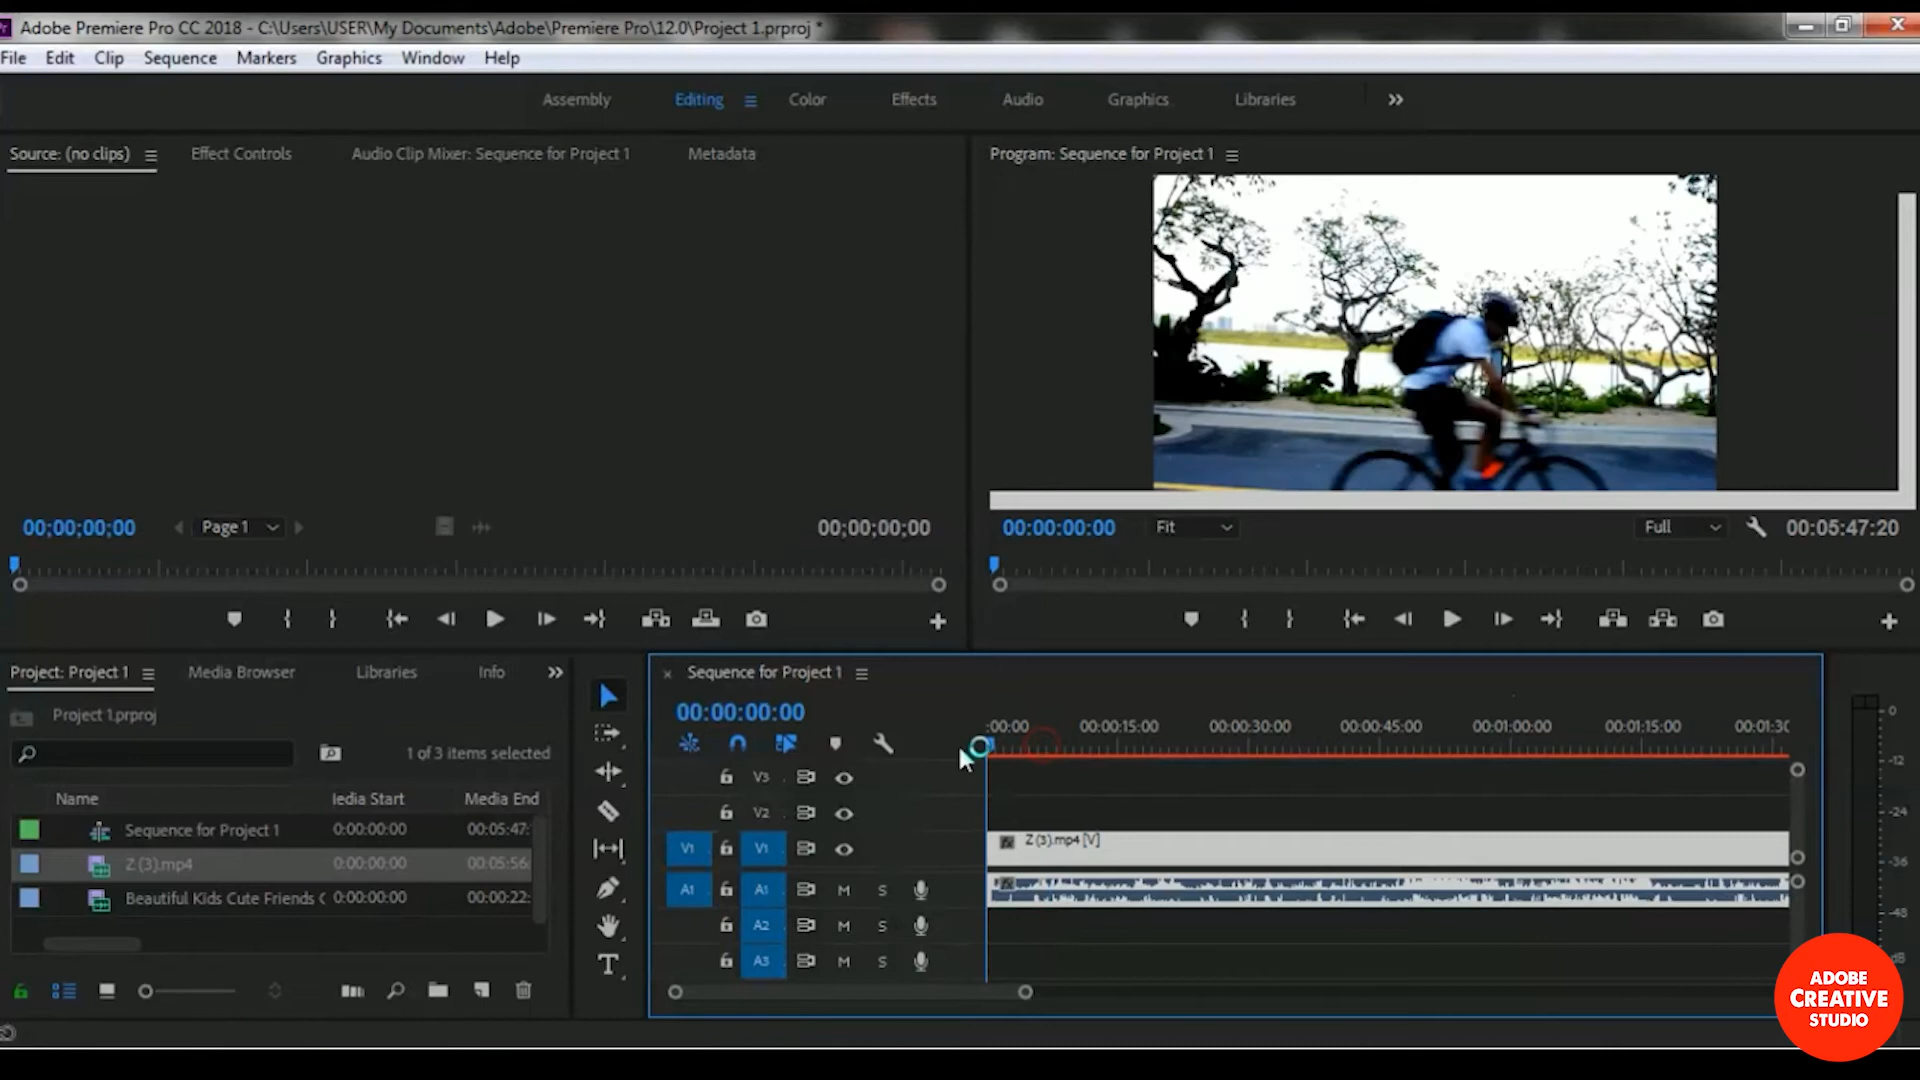 Adobe Premiere Pro CC 2018 - C:\Users\USER\My Documents\Adobe\Premiere Pro\12.0\Project 1.prproj *
File Edit Clip Sequence Markers Graphics Window Help
Assembly Editing Color Effects Audio Graphics Libraries
Source: (no clips) Effect Controls Audio Clip Mixer: Sequence for Project 1 Metadata
Program: Sequence for Project 1
00;00;00;00 Page 1 00;00;00;00
00:00:00:00 Fit Full 00:05:47:20
Project: Project 1 Media Browser Libraries Info
Project 1.prproj
1 of 3 items selected
Name ledia Start Media End
Sequence for Project 1 0:00:00:00 00:05:47:
Z (3).mp4 0:00:00:00 00:05:56
Beautiful Kids Cute Friends C 0:00:00:00 00:00:22:
Sequence for Project 1
00:00:00:00
:00:00 00:00:15:00 00:00:30:00 00:00:45:00 00:01:00:00 00:01:15:00 00:01:30
V3
V2
V1 V1 Z (3).mp4 [V]
A1 A1 M S
A2 M S
A3 M S
0
-12
-24
-36
-48
dB
ADOBE
CREATIVE
STUDIO